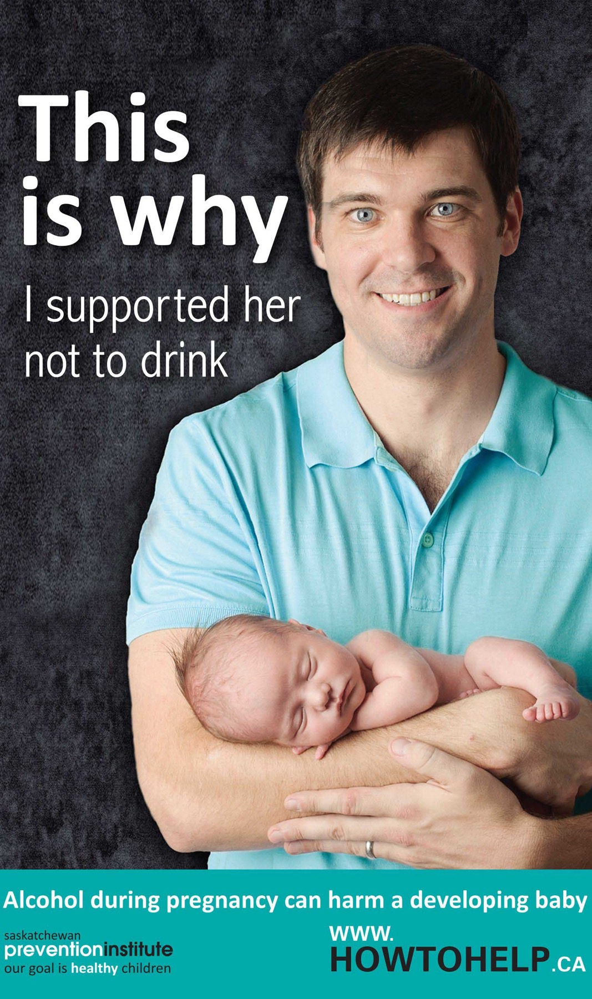 This
is why
I supported her
not to drink
Alcohol during pregnancy can harm a developing baby
saskatchewan
preventioninstitute
our goal is healthy children
www.
HOWTOHELP.CA